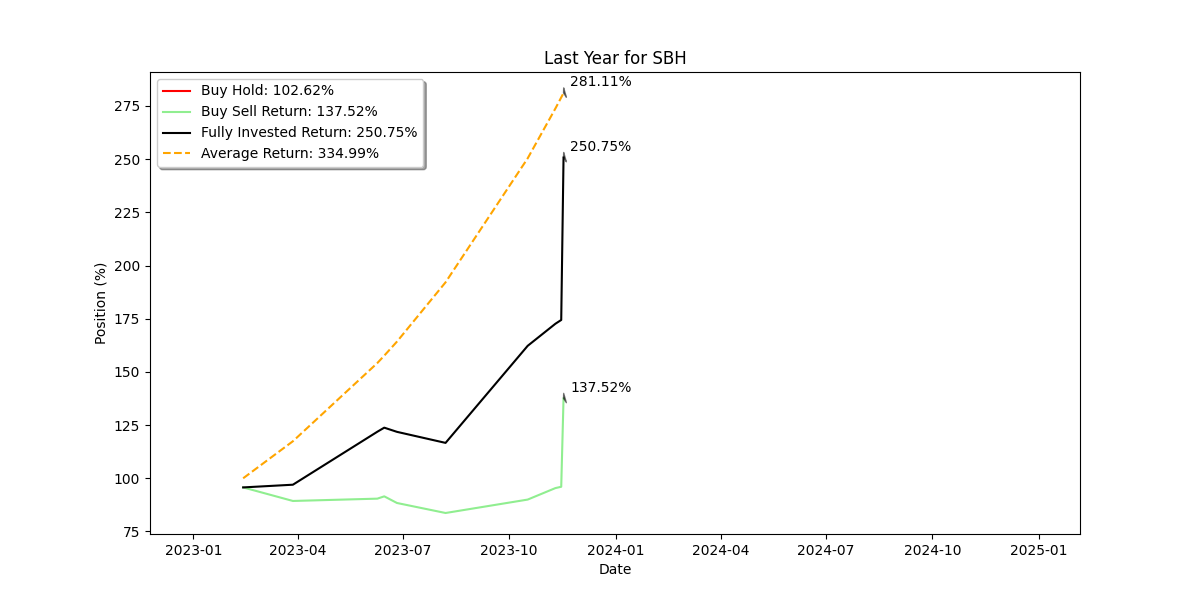 Last Year for SBH
281.11%
Buy Hold: 102.62%
Buy Sell Return: 137.52%
Fully Invested Return: 250.75%
Average Return: 334.99%
250.75%
137.52%
275
250
225
200
175
150
125
100
75
Position (%)
2023-01 2023-04 2023-07 2023-10 2024-01 2024-04 2024-07 2024-10 2025-01
Date